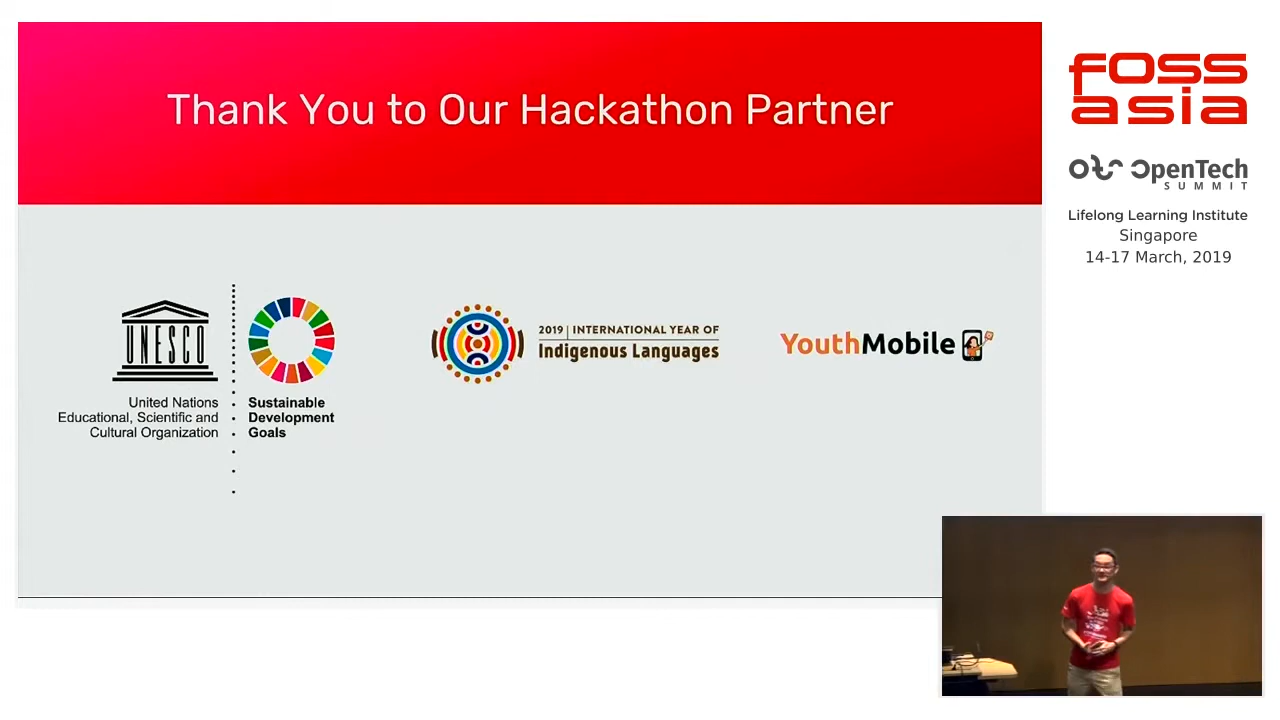 Thank You to Our Hackathon Partner
UNESCO
United Nations
Educational, Scientific and
Cultural Organization
Sustainable
Development
Goals
2019 | INTERNATIONAL YEAR OF
Indigenous Languages
YouthMobile
fOSS
asia
OpenTech
SUMMIT
Lifelong Learning Institute
Singapore
14-17 March, 2019